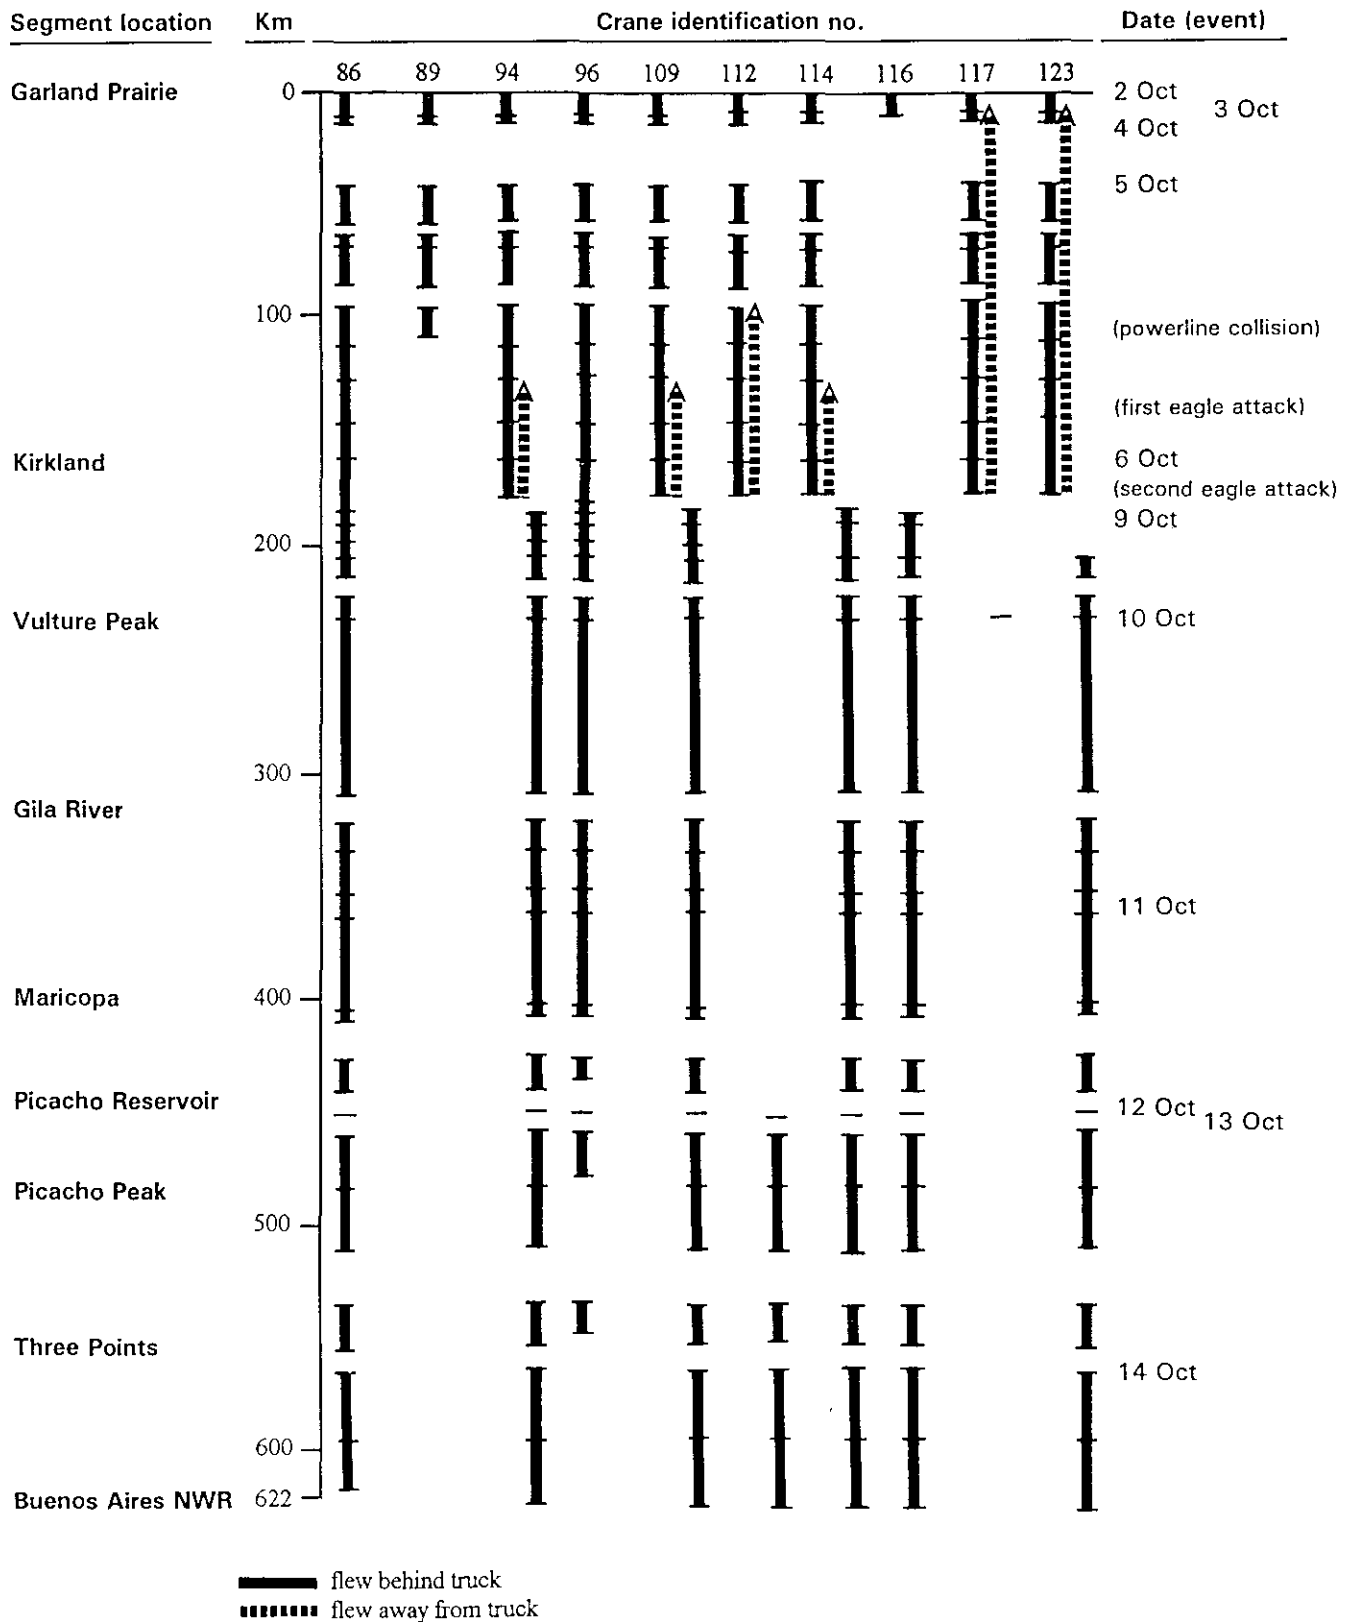 Segment location Km Crane identification no. Date (event)
86 89 94 96 109 112 114 116 117 123
Garland Prairie 0 2 Oct 3 Oct
4 Oct
5 Oct
100 (powerline collision)
(first eagle attack)
Kirkland 6 Oct
(second eagle attack)
9 Oct
200
Vulture Peak 10 Oct
300
Gila River
11 Oct
Maricopa 400
Picacho Reservoir 12 Oct 13 Oct
Picacho Peak
500
Three Points
14 Oct
600
Buenos Aires NWR 622
flew behind truck
flew away from truck